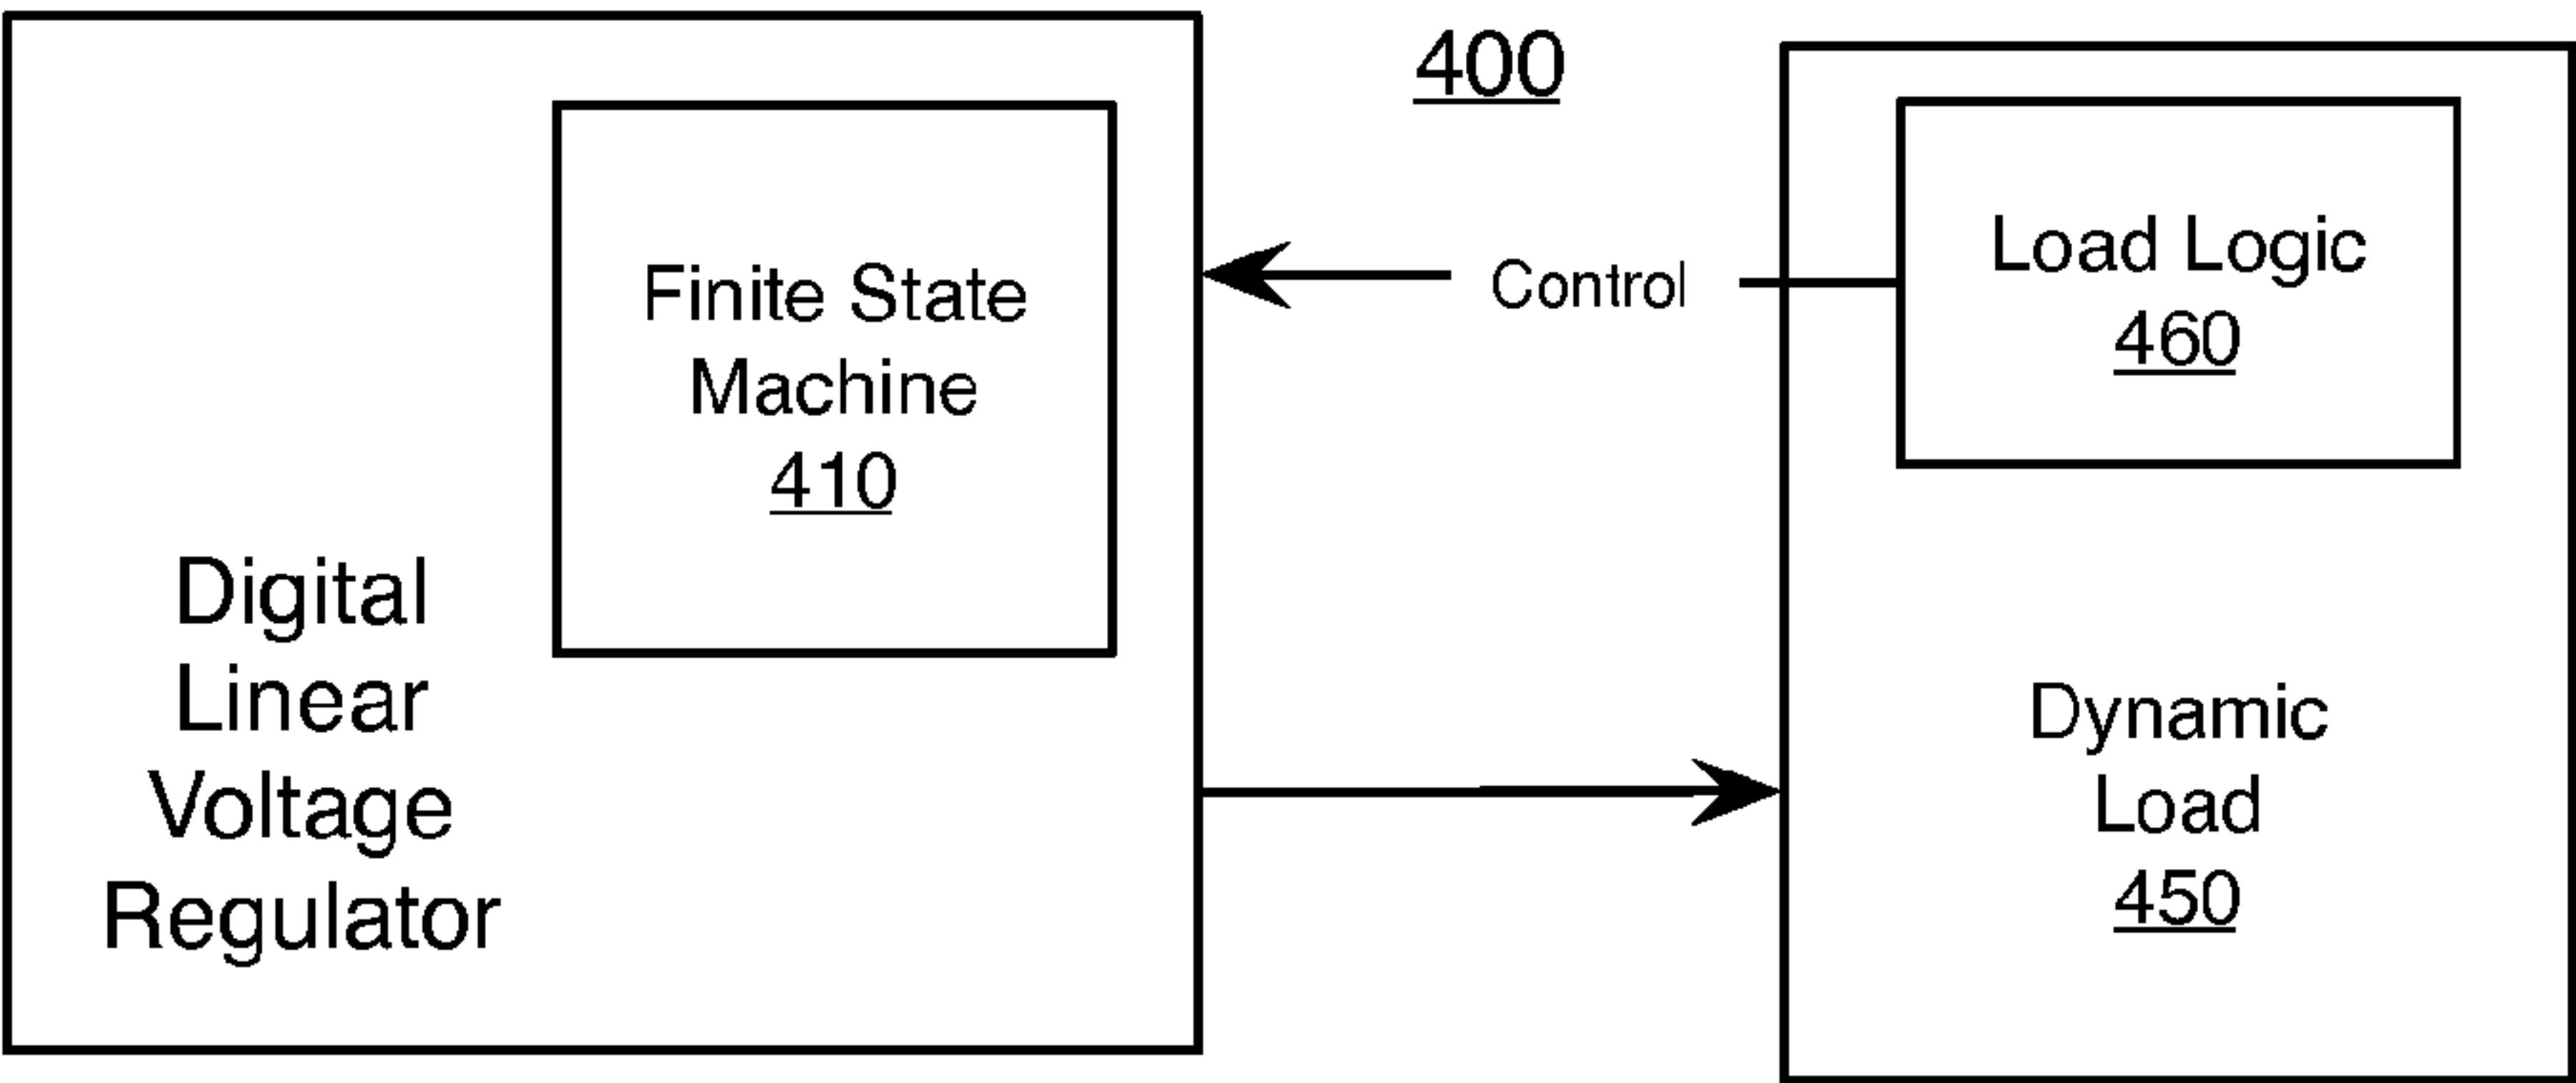 400
Finite State
Machine
410
Digital
Linear
Voltage
Regulator
Control
Load Logic
460
Dynamic
Load
450